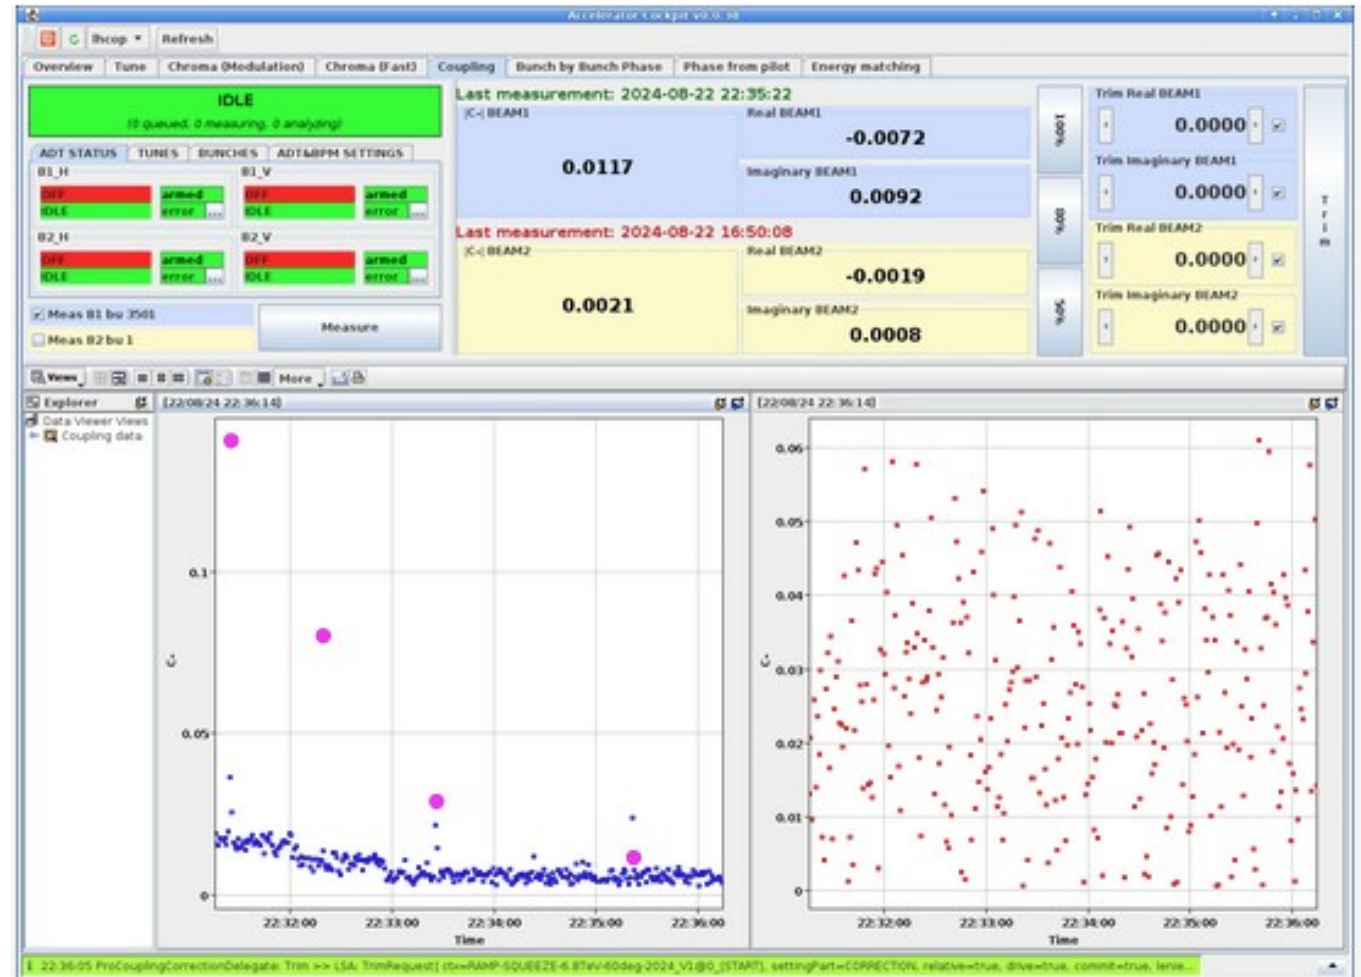 Accelerator Cockpit v0.0.38
lhcop Refresh
Overview Tune Chroma (Modulation) Chroma (Fast) Coupling Bunch by Bunch Phase Phase from pilot Energy matching
IDLE
(0 queued, 0 measuring, 0 analyzing)
ADT STATUS TUNES BUNCHES ADT&BPM SETTINGS
B1_H B1_V
OFF armed OFF armed
IDLE error ... IDLE error ...
B2_H B2_V
OFF armed OFF armed
IDLE error ... IDLE error ...
Meas B1 bu 3501
Meas B2 bu 1
Measure
Last measurement: 2024-08-22 22:35:22
|C-| BEAM1
0.0117
Real BEAM1
-0.0072
Imaginary BEAM1
0.0092
Last measurement: 2024-08-22 16:50:08
|C-| BEAM2
0.0021
Real BEAM2
-0.0019
Imaginary BEAM2
0.0008
100%
80%
50%
Trim Real BEAM1
0.0000
Trim Imaginary BEAM1
0.0000
Trim Real BEAM2
0.0000
Trim Imaginary BEAM2
0.0000
Trim
Views More
Explorer
Data Viewer Views
Coupling data
[22/08/24 22:36:14]
C-
0.1
0.05
0
22:32:00 22:33:00 22:34:00 22:35:00 22:36:00
Time
[22/08/24 22:36:14]
C-
0.06
0.05
0.04
0.03
0.02
0.01
0
22:32:00 22:33:00 22:34:00 22:35:00 22:36:00
Time
22:36:05 ProCouplingCorrectionDelegate: Trim >> LSA: TrimRequest[ ctx=RAMP-SQUEEZE-6.8TeV-60deg-2024_V1@0_[START], settingPart=CORRECTION, relative=true, drive=true, commit=true, lenie...